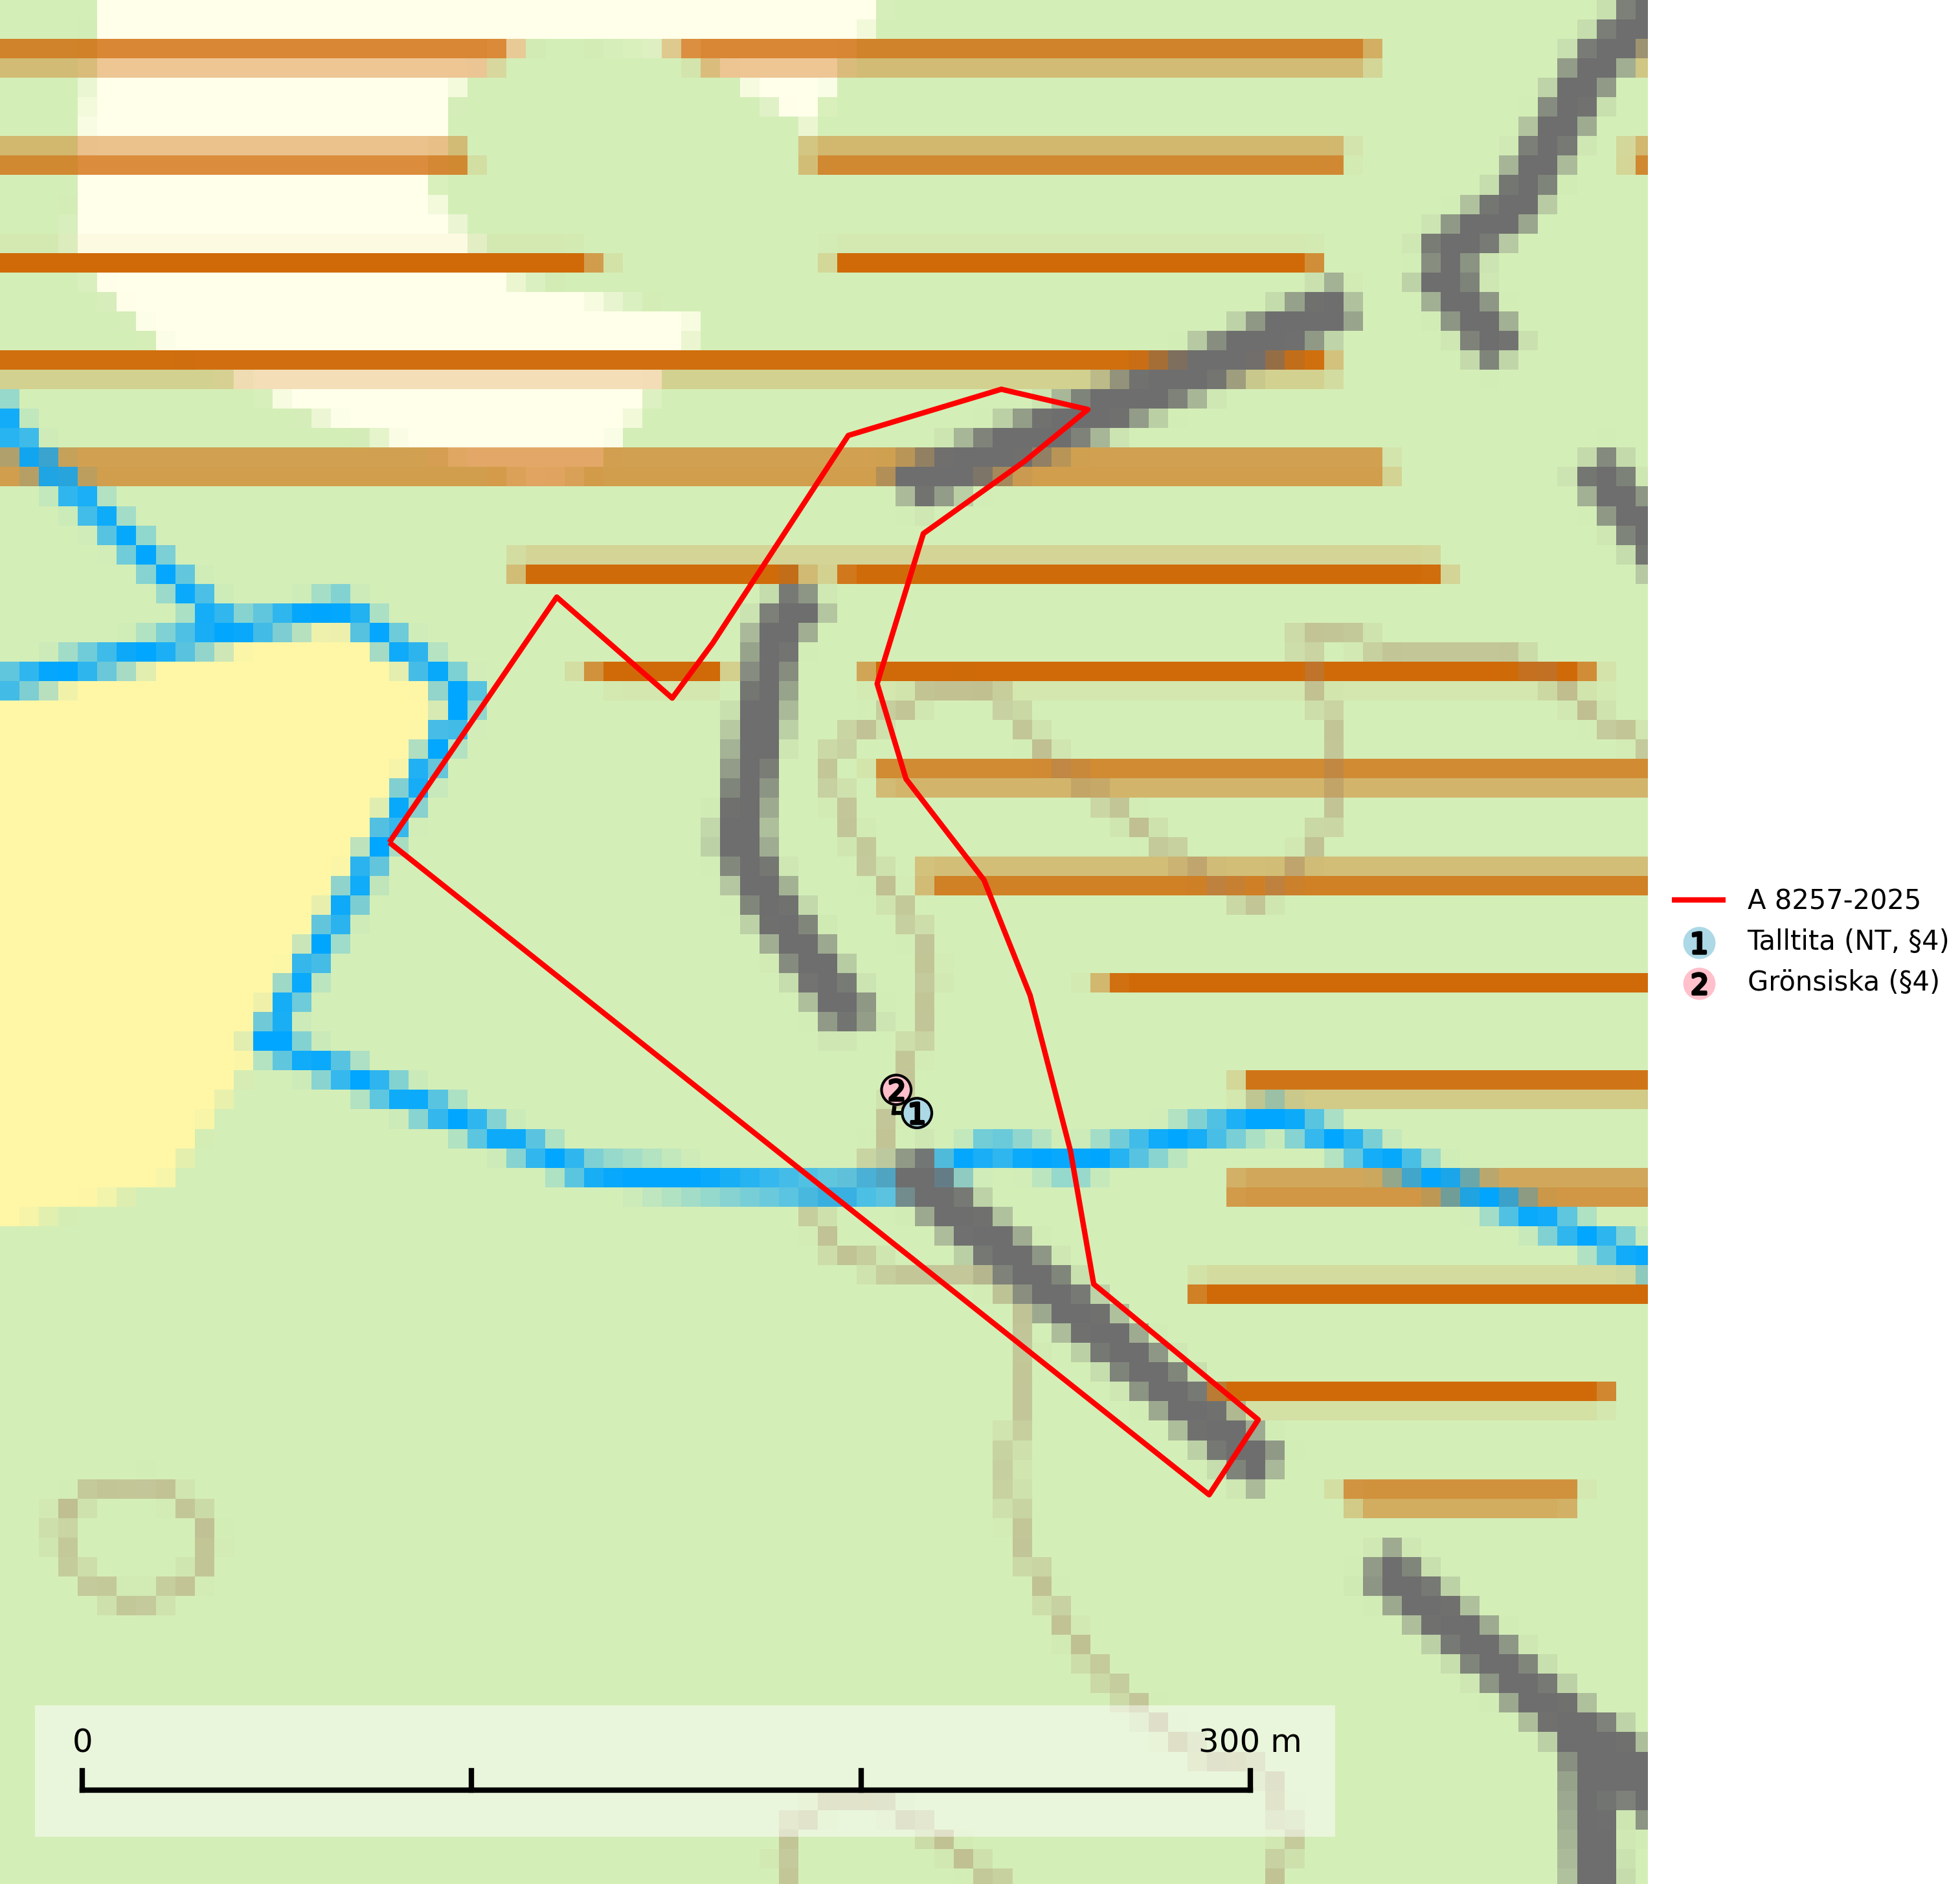 A 8257-2025
1 Talltita (NT, §4)
2 Grönsiska (§4)
2
1
0 300 m